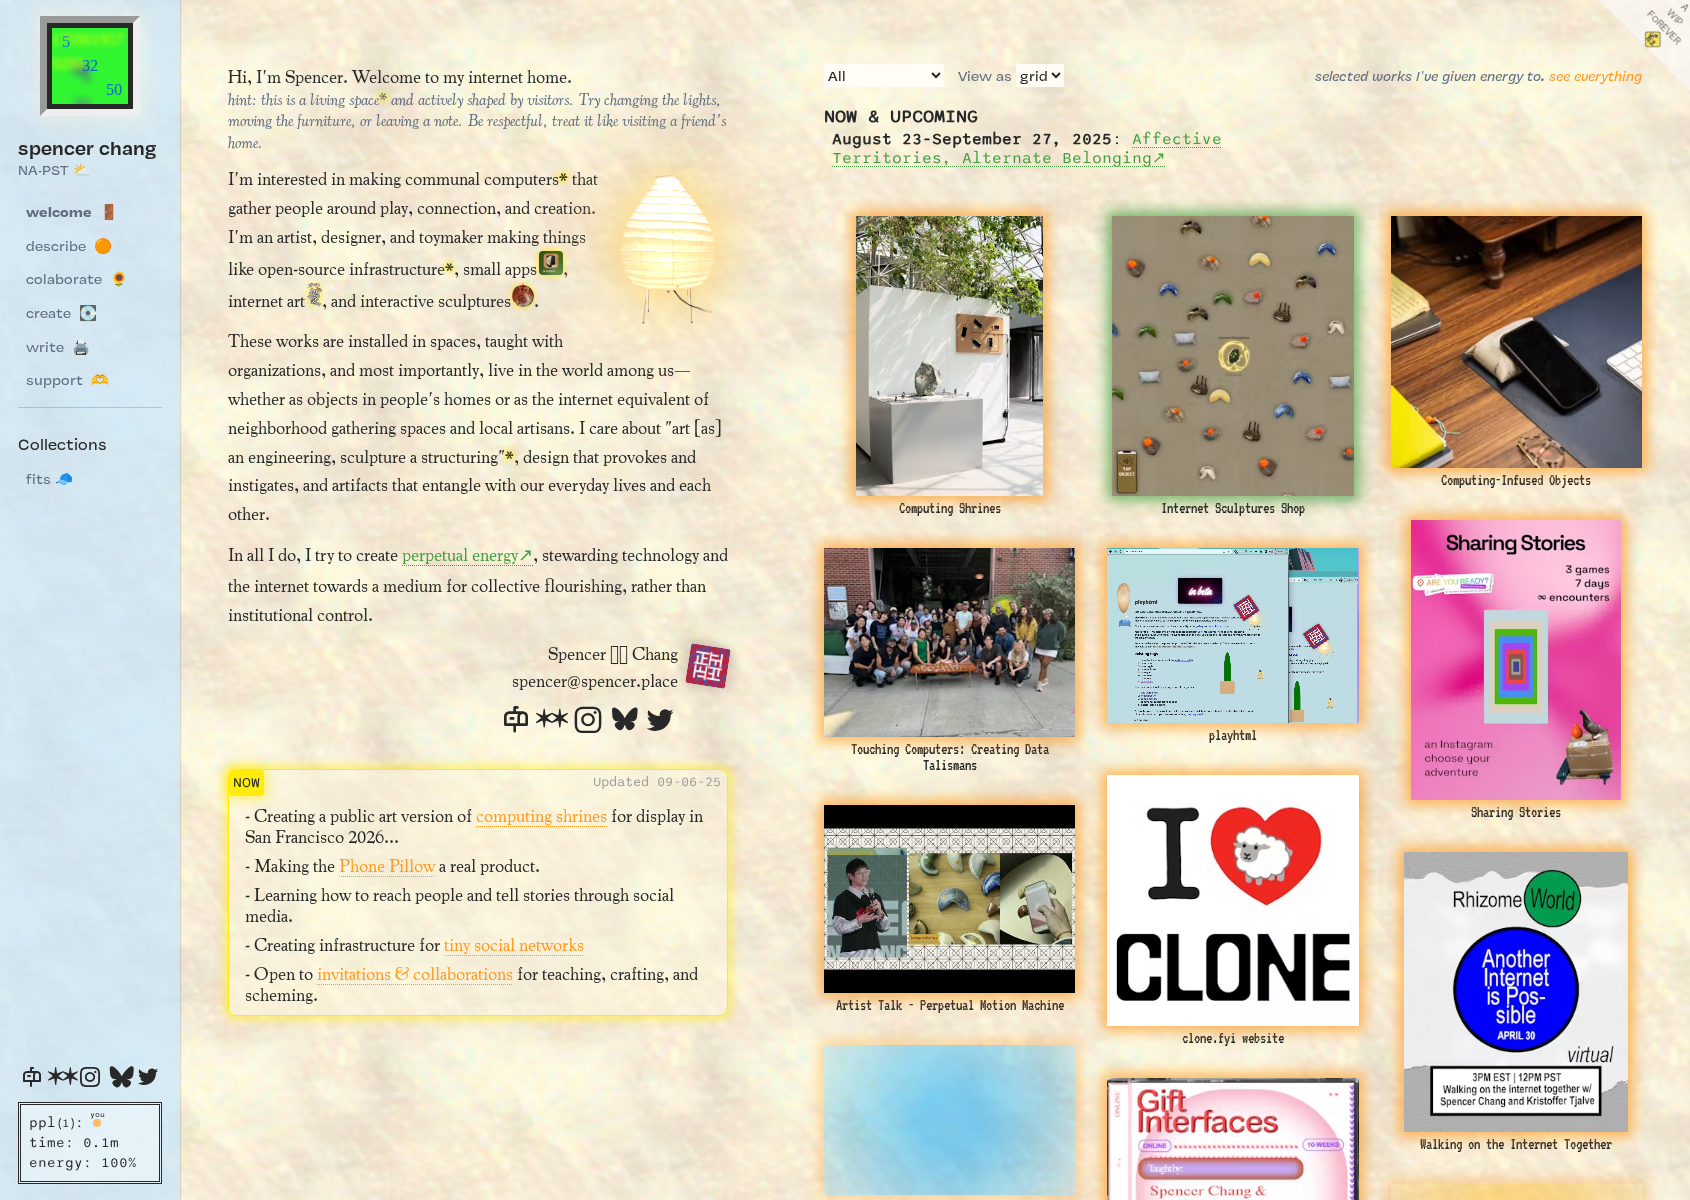 5
32
50
spencer chang
NA-PST
welcome
describe
colaborate
create
write
support
Collections
fits
ppl(1):
you
time: 0.1m
energy: 100%
Hi, I'm Spencer. Welcome to my internet home.
hint: this is a living space* and actively shaped by visitors. Try changing the lights,
moving the furniture, or leaving a note. Be respectful, treat it like visiting a friend's
home.
I'm interested in making communal computers* that
gather people around play, connection, and creation.
I'm an artist, designer, and toymaker making things
like open-source infrastructure*, small apps,
internet art, and interactive sculptures.
These works are installed in spaces, taught with
organizations, and most importantly, live in the world among us—
whether as objects in people's homes or as the internet equivalent of
neighborhood gathering spaces and local artisans. I care about "art [as]
an engineering, sculpture a structuring"*, design that provokes and
instigates, and artifacts that entangle with our everyday lives and each
other.
In all I do, I try to create perpetual energy↗, stewarding technology and
the internet towards a medium for collective flourishing, rather than
institutional control.
Spencer Chang
spencer@spencer.place
NOW
Updated 09-06-25
- Creating a public art version of computing shrines for display in
San Francisco 2026...
- Making the Phone Pillow a real product.
- Learning how to reach people and tell stories through social
media.
- Creating infrastructure for tiny social networks
- Open to invitations & collaborations for teaching, crafting, and
scheming.
All
View as grid
selected works I've given energy to. see everything
A
WIP
FOREVER
NOW & UPCOMING
August 23-September 27, 2025: Affective
Territories, Alternate Belonging↗
Computing Shrines
TAP
OBJECT
Internet Sculptures Shop
Computing-Infused Objects
Touching Computers: Creating Data
Talismans
playhtml
in beta
playhtml
Sharing Stories
3 games
7 days
∞ encounters
ARE YOU READY?
an Instagram
choose your
adventure
Sharing Stories
Artist Talk - Perpetual Motion Machine
I
CLONE
clone.fyi website
Rhizome World
Another
Internet
is Pos-
sible
APRIL 30
virtual
3PM EST | 12PM PST
Walking on the internet together w/
Spencer Chang and Kristoffer Tjalve
Walking on the Internet Together
ONLINE
Gift
Interfaces
ONLINE
10-WEEKS
Taught by:
Spencer Chang &